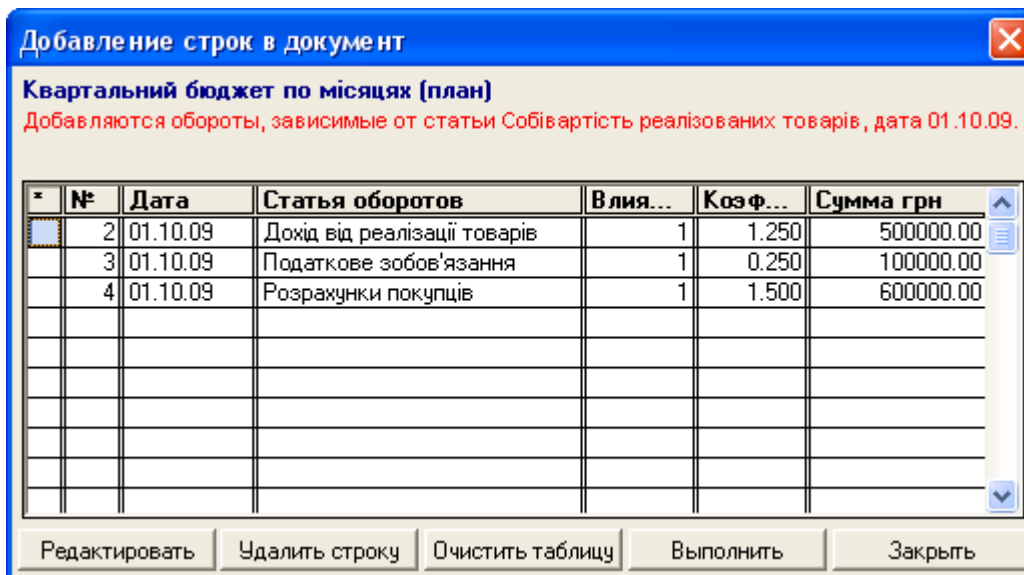 Добавление строк в документ
Квартальний бюджет по місяцях (план)
Добавляются обороты, зависимые от статьи Собівартість реалізованих товарів, дата 01.10.09.
* № Дата Статья оборотов Влия... Коэф... Сумма грн
2 01.10.09 Дохід від реалізації товарів 1 1.250 500000.00
3 01.10.09 Податкове зобов'язання 1 0.250 100000.00
4 01.10.09 Розрахунки покупців 1 1.500 600000.00
Редактировать Удалить строку Очистить таблицу Выполнить Закрыть